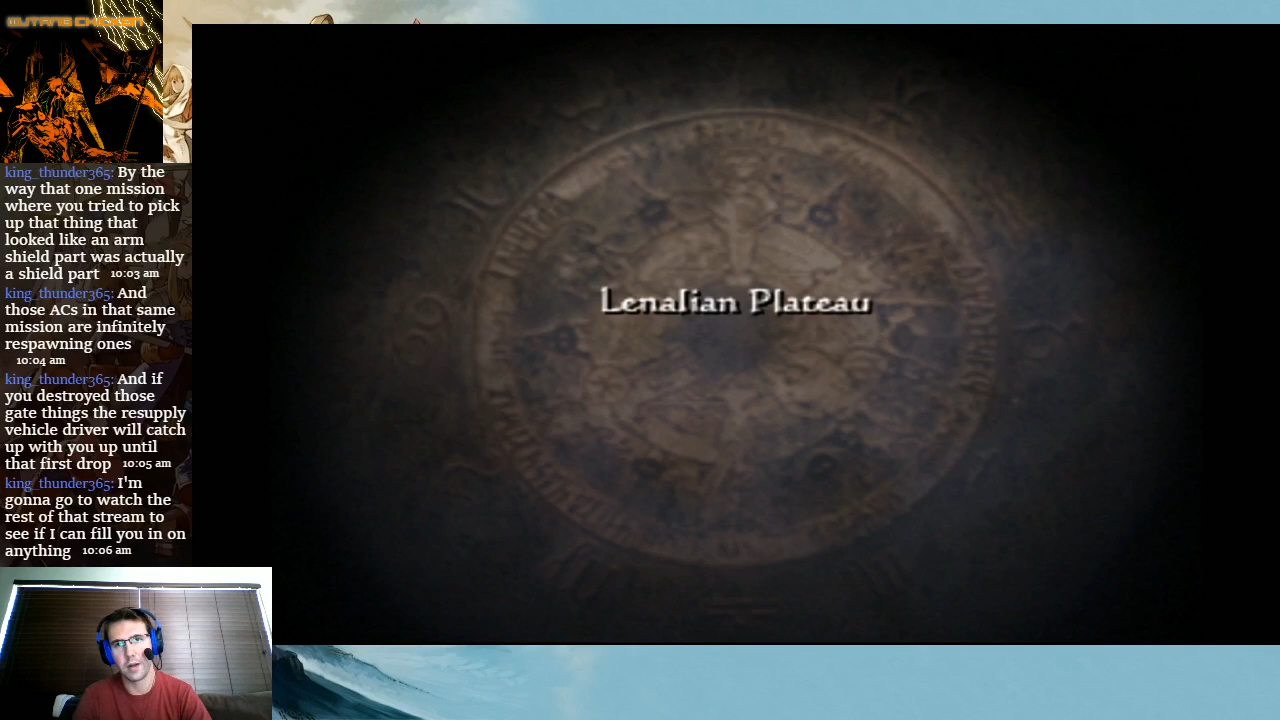 WUTANG CHICKEN
king_thunder365: By the
way that one mission
where you tried to pick
up that thing that
looked like an arm
shield part was actually
a shield part 10:03 am
king_thunder365: And
those ACs in that same
mission are infinitely
respawning ones
10:04 am
king_thunder365: And if
you destroyed those
gate things the resupply
vehicle driver will catch
up with you up until
that first drop 10:05 am
king_thunder365: I'm
gonna go to watch the
rest of that stream to
see if I can fill you in on
anything 10:06 am
Lenalian Plateau